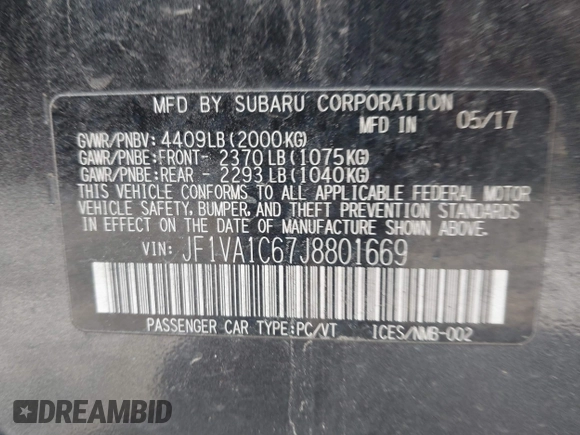 MFD BY SUBARU CORPORATION
MFD IN 05/17
GVWR/PNBV: 4409LB(2000KG)
GAWR/PNBE:FRONT- 2370LB(1075KG)
GAWR/PNBE:REAR - 2293LB(1040KG)
THIS VEHICLE CONFORMS TO ALL APPLICABLE FEDERAL MOTOR
VEHICLE SAFETY, BUMPER, AND THEFT PREVENTION STANDARDS
IN EFFECT ON THE DATE OF MANUFACTURE SHOWN ABOVE.
VIN: JF1VA1C67J8801669
PASSENGER CAR TYPE:PC/VT ICES/NMB-002
DREAMBID